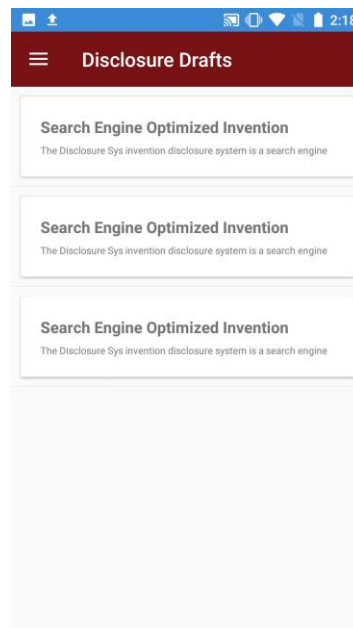 2:18
Disclosure Drafts
Search Engine Optimized Invention
The Disclosure Sys invention disclosure system is a search engine
Search Engine Optimized Invention
The Disclosure Sys invention disclosure system is a search engine
Search Engine Optimized Invention
The Disclosure Sys invention disclosure system is a search engine